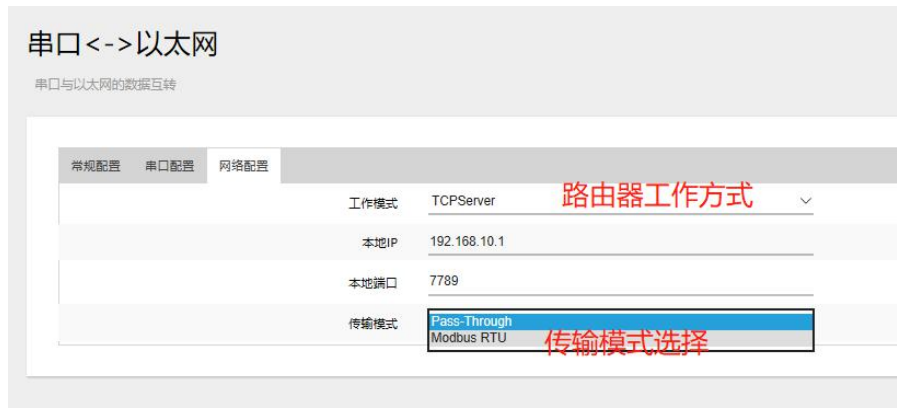 串口<->以太网
串口与以太网的数据互转
常规配置 串口配置 网络配置
工作模式 TCPServer 路由器工作方式
本地IP 192.168.10.1
本地端口 7789
传输模式 Pass-Through
Modbus RTU 传输模式选择